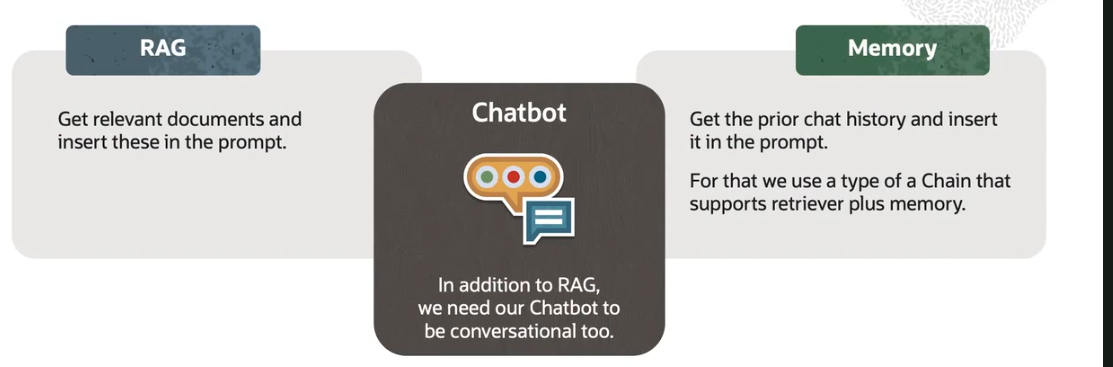 RAG
Get relevant documents and
insert these in the prompt.
Chatbot
In addition to RAG,
we need our Chatbot to
be conversational too.
Memory
Get the prior chat history and insert
it in the prompt.
For that we use a type of a Chain that
supports retriever plus memory.